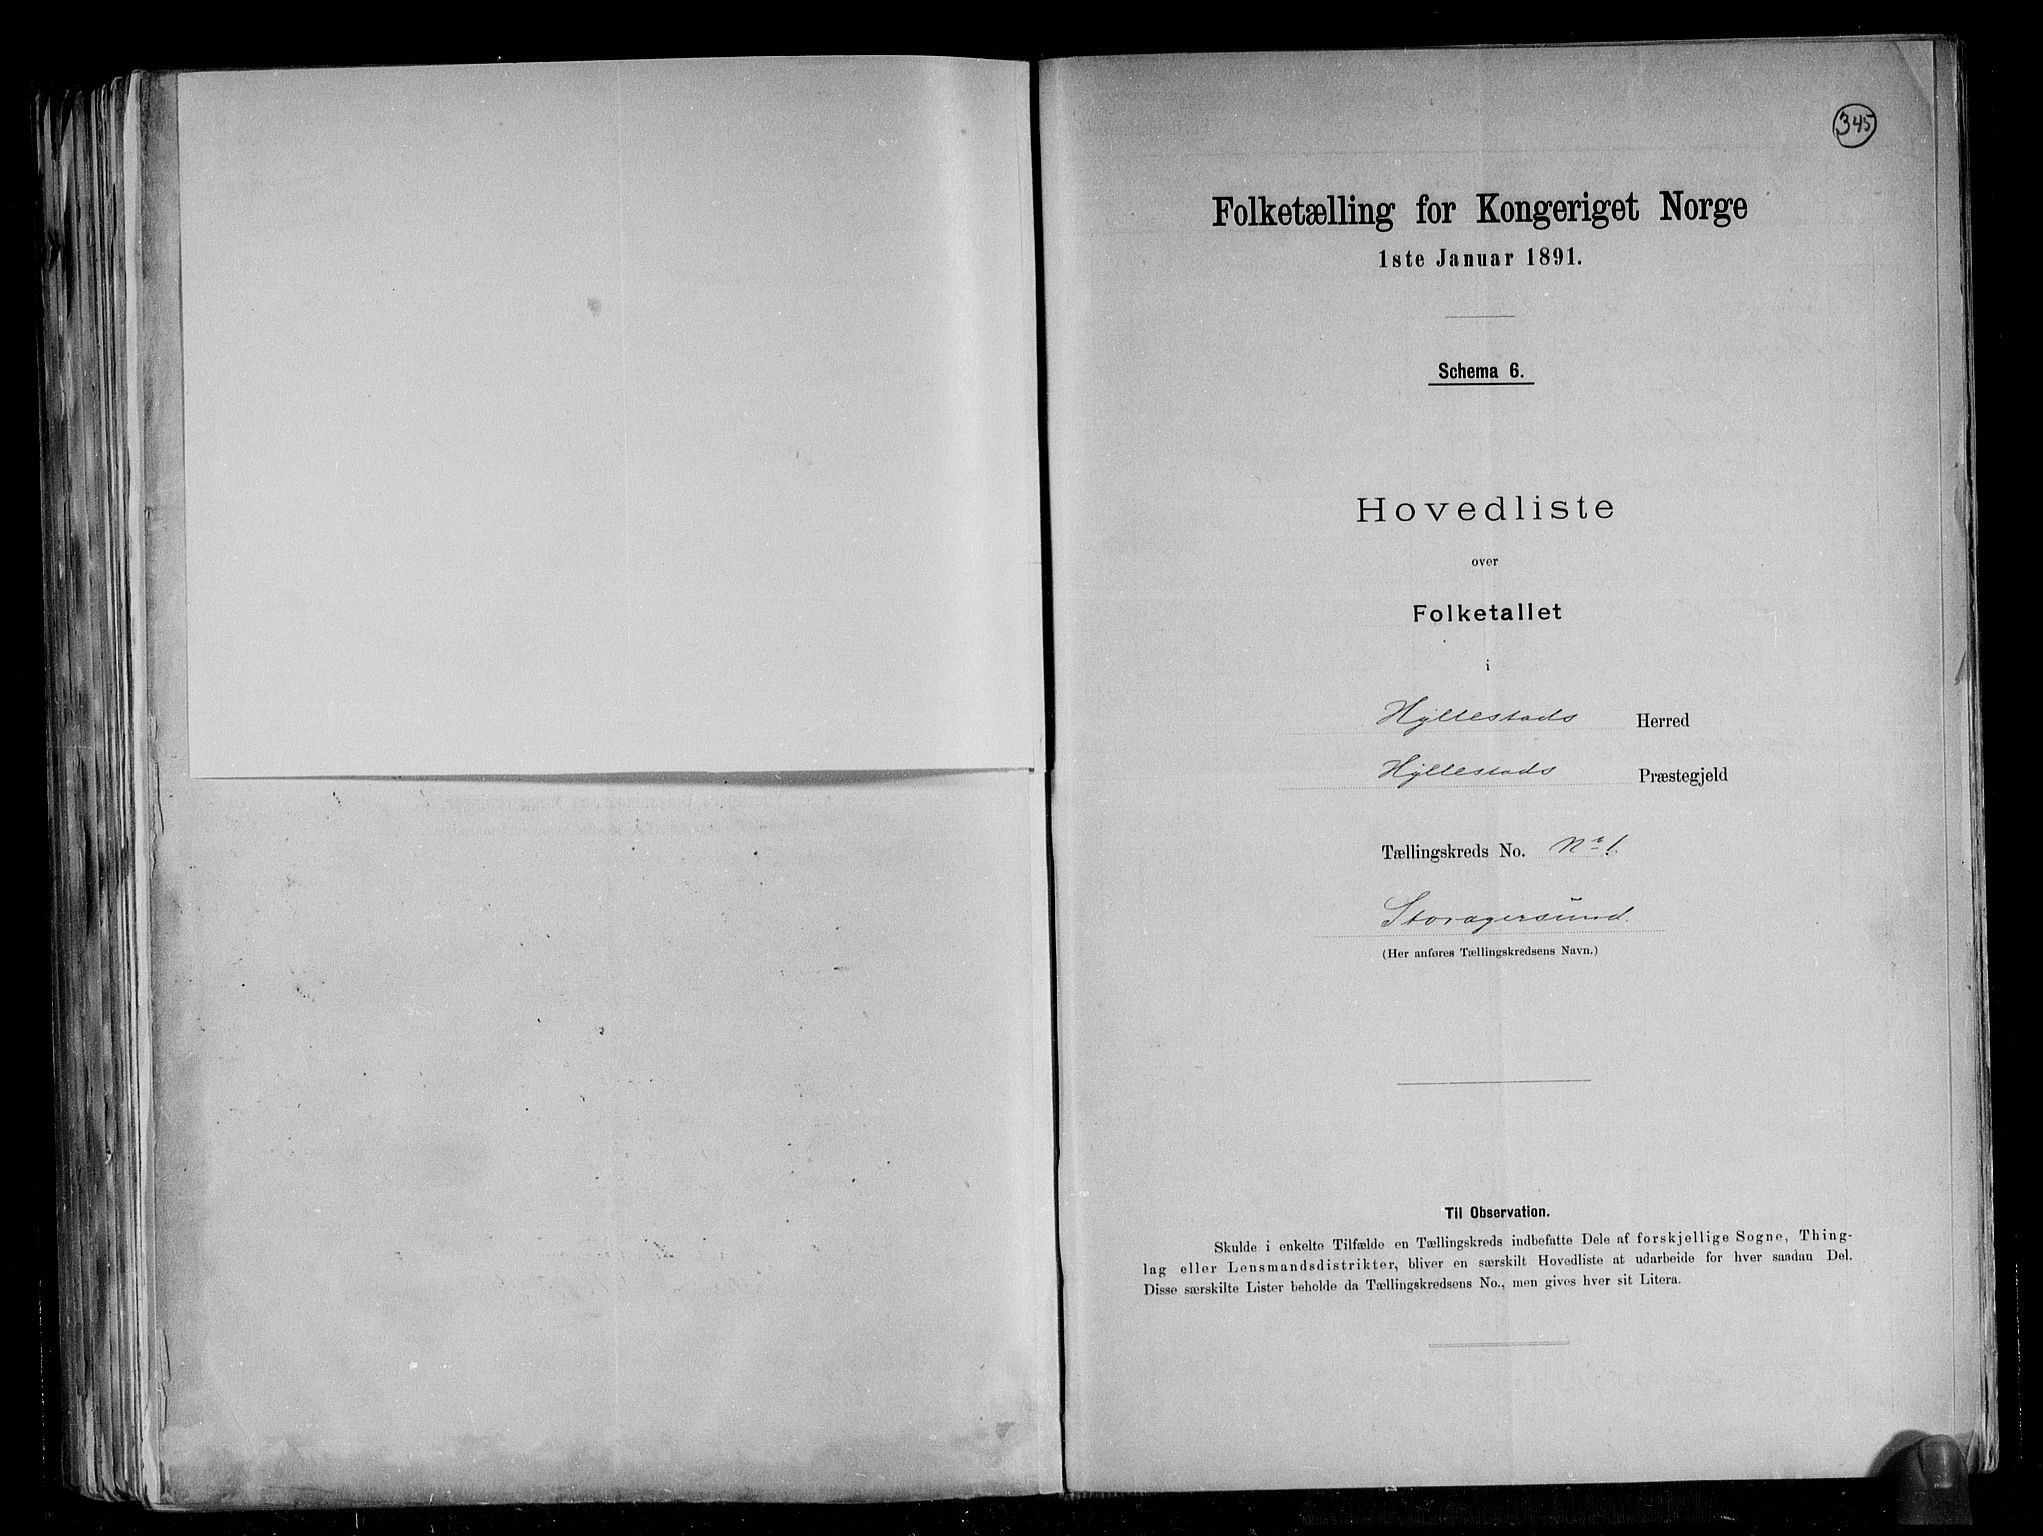 345
Folketælling for Kongeriget Norge
1ste Januar 1891.
Schema 6.
Hovedliste
over
Folketallet
i
Hyllestads Herred
Hyllestads Præstegjeld
Tællingskreds No. No 1.
Storagersund.
(Her anføres Tællingskredsens Navn.)
Til Observation.
Skulde i enkelte Tilfælde en Tællingskreds indbefatte Dele af forskjellige Sogne, Thing-
lag eller Lensmandsdistrikter, bliver en særskilt Hovedliste at udarbeide for hver saadan Del.
Disse særskilte Lister beholde da Tællingskredsens No., men gives hver sit Litera.